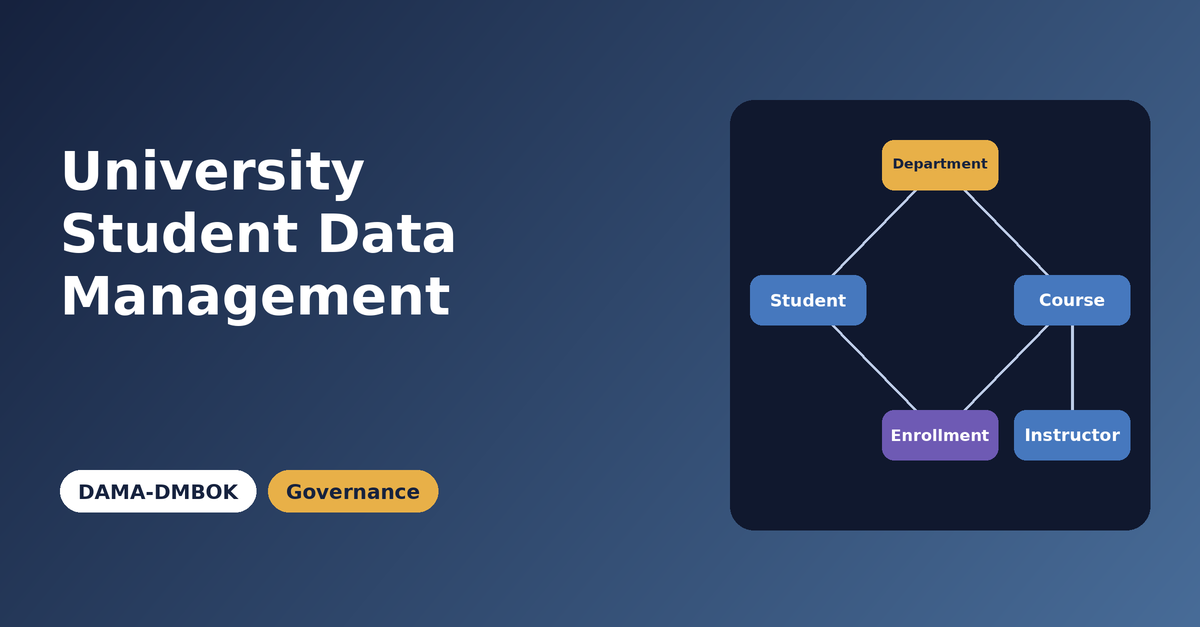 University
Student Data
Management
DAMA-DMBOK
Governance
Department
Student
Course
Enrollment
Instructor